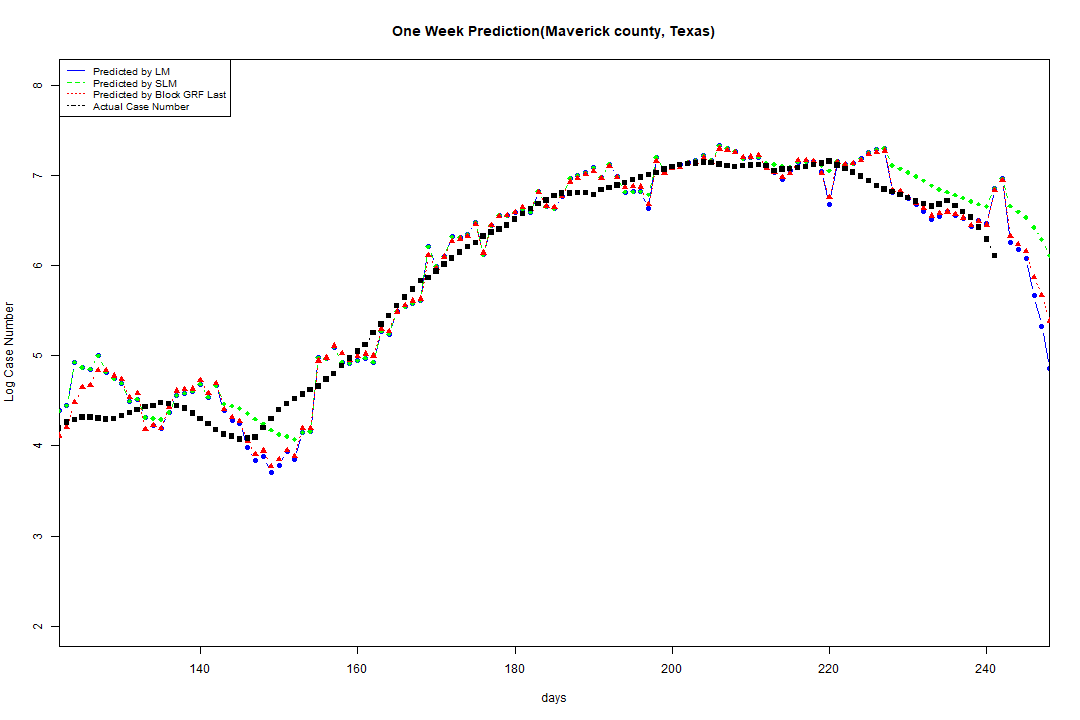 One Week Prediction(Maverick county, Texas)
Predicted by LM
Predicted by SLM
Predicted by Block GRF Last
Actual Case Number
8
7
6
5
4
3
2
Log Case Number
140 160 180 200 220 240
days